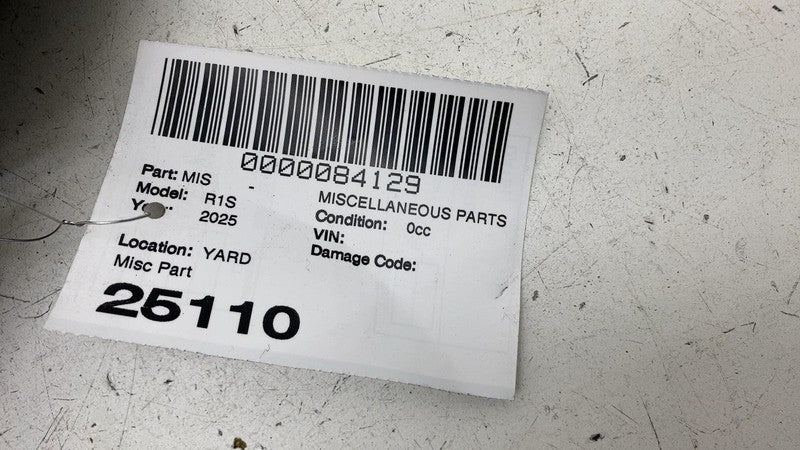 0000084129
Part: MIS - MISCELLANEOUS PARTS
Model: R1S Condition: 0cc
2025 VIN:
Location: YARD Damage Code:
Misc Part
25110